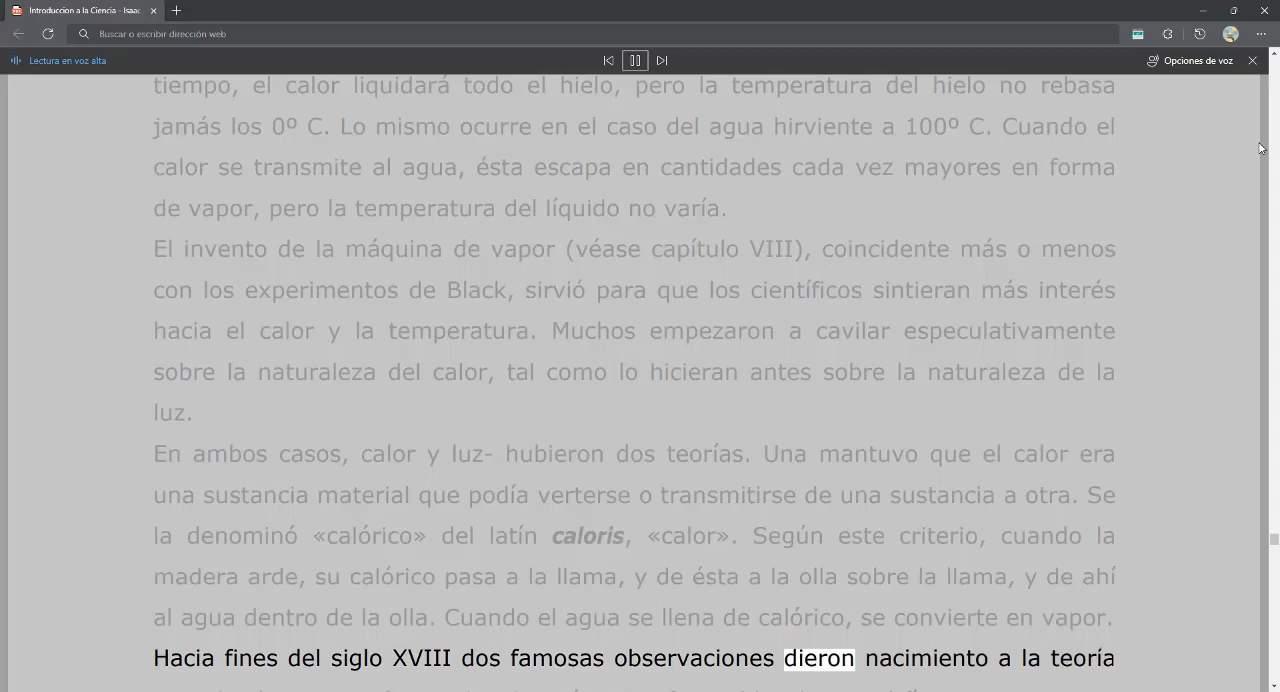 Introduccion a la Ciencia - Isaac
Buscar o escribir dirección web
Lectura en voz alta
Opciones de voz
tiempo, el calor liquidará todo el hielo, pero la temperatura del hielo no rebasa
jamás los 0º C. Lo mismo ocurre en el caso del agua hirviente a 100º C. Cuando el
calor se transmite al agua, ésta escapa en cantidades cada vez mayores en forma
de vapor, pero la temperatura del líquido no varía.
El invento de la máquina de vapor (véase capítulo VIII), coincidente más o menos
con los experimentos de Black, sirvió para que los científicos sintieran más interés
hacia el calor y la temperatura. Muchos empezaron a cavilar especulativamente
sobre la naturaleza del calor, tal como lo hicieran antes sobre la naturaleza de la
luz.
En ambos casos, calor y luz- hubieron dos teorías. Una mantuvo que el calor era
una sustancia material que podía verterse o transmitirse de una sustancia a otra. Se
la denominó «calórico» del latín caloris, «calor». Según este criterio, cuando la
madera arde, su calórico pasa a la llama, y de ésta a la olla sobre la llama, y de ahí
al agua dentro de la olla. Cuando el agua se llena de calórico, se convierte en vapor.
Hacia fines del siglo XVIII dos famosas observaciones dieron nacimiento a la teoría